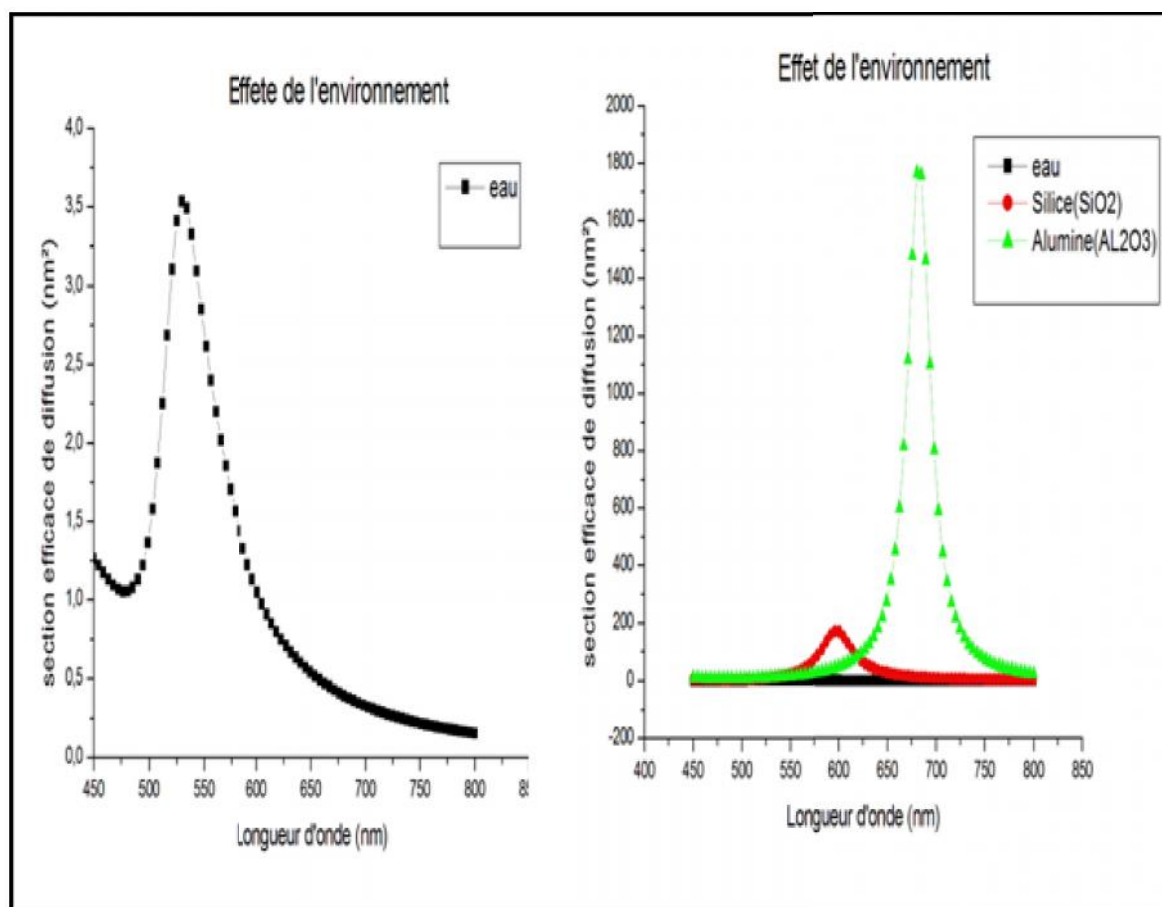 Effete de l'environnement
4,0
3,5
3,0
2,5
2,0
1,5
1,0
0,5
0,0
section efficace de diffusion (nm²)
eau
450 500 550 600 650 700 750 800 85
Longueur d'onde (nm)
Effet de l'environnement
2000
1800
1600
1400
1200
1000
800
600
400
200
0
-200
section efficace de diffusion (nm²)
eau
Silice(SiO2)
Alumine(AL2O3)
400 450 500 550 600 650 700 750 800 850
Longueur d'onde (nm)